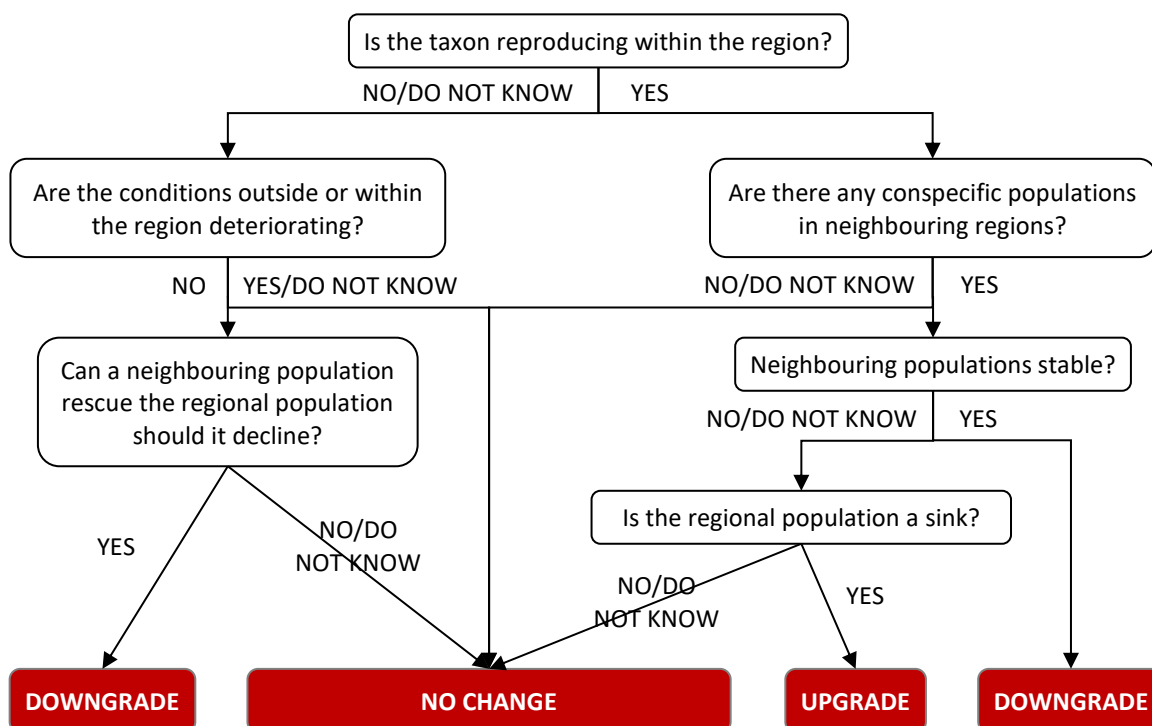 Is the taxon reproducing within the region?
NO/DO NOT KNOW
YES
Are the conditions outside or within
the region deteriorating?
Are there any conspecific populations
in neighbouring regions?
NO
YES/DO NOT KNOW
NO/DO NOT KNOW
YES
Can a neighbouring population
rescue the regional population
should it decline?
Neighbouring populations stable?
NO/DO NOT KNOW
YES
Is the regional population a sink?
YES
NO/DO
NOT KNOW
NO/DO
NOT KNOW
YES
DOWNGRADE
NO CHANGE
UPGRADE
DOWNGRADE